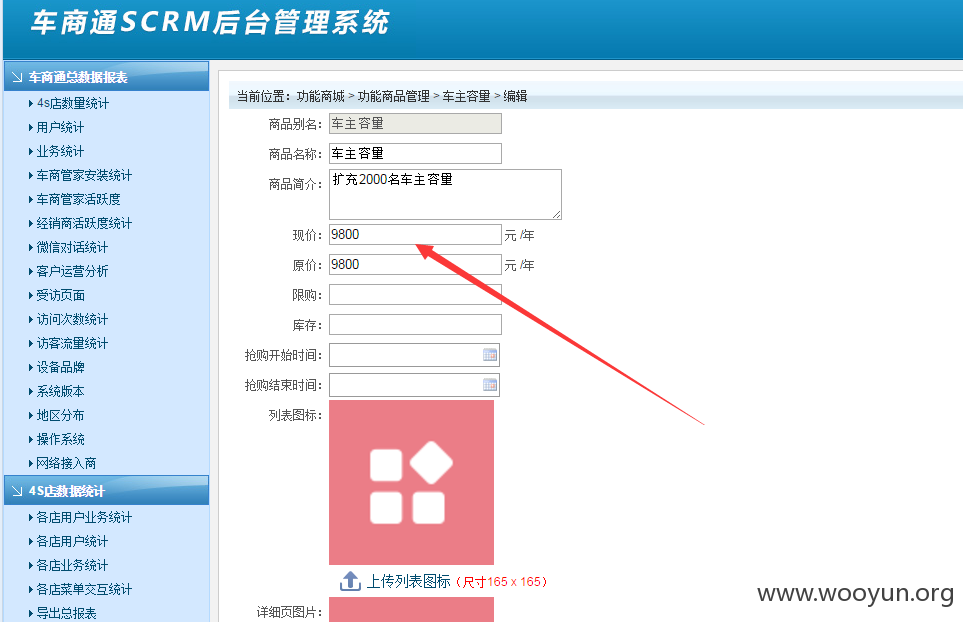 车商通SCRM后台管理系统
车商通总数据报表
4s店数量统计
用户统计
业务统计
车商管家安装统计
车商管家活跃度
经销商活跃度统计
微信对话统计
客户运营分析
受访页面
访问次数统计
访客流量统计
设备品牌
系统版本
地区分布
操作系统
网络接入商
4S店数据统计
各店用户业务统计
各店用户统计
各店业务统计
各店菜单交互统计
导出总报表
当前位置：功能商城 > 功能商品管理 > 车主容量 > 编辑
商品别名：车主容量
商品名称：车主容量
商品简介：扩充2000名车主容量
现价：9800 元 /年
原价：9800 元 /年
限购：
库存：
抢购开始时间：
抢购结束时间：
列表图标：
上传列表图标（尺寸165 x 165）
详细页图片：
www.wooyun.org